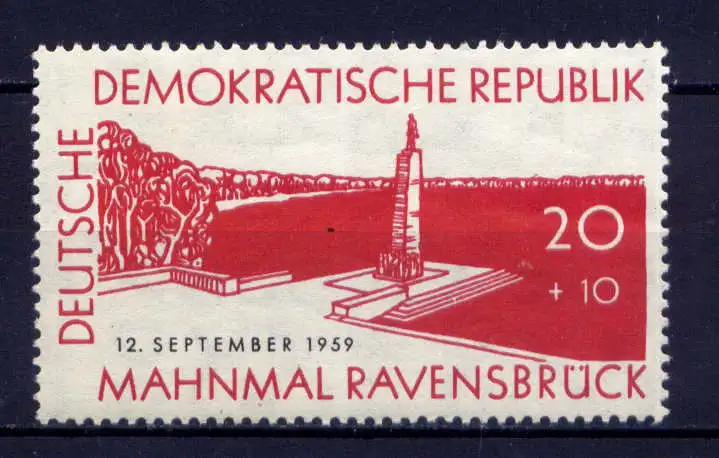 DEUTSCHE
DEMOKRATISCHE REPUBLIK
20
+ 10
12. SEPTEMBER 1959
MAHNMAL RAVENSBRÜCK